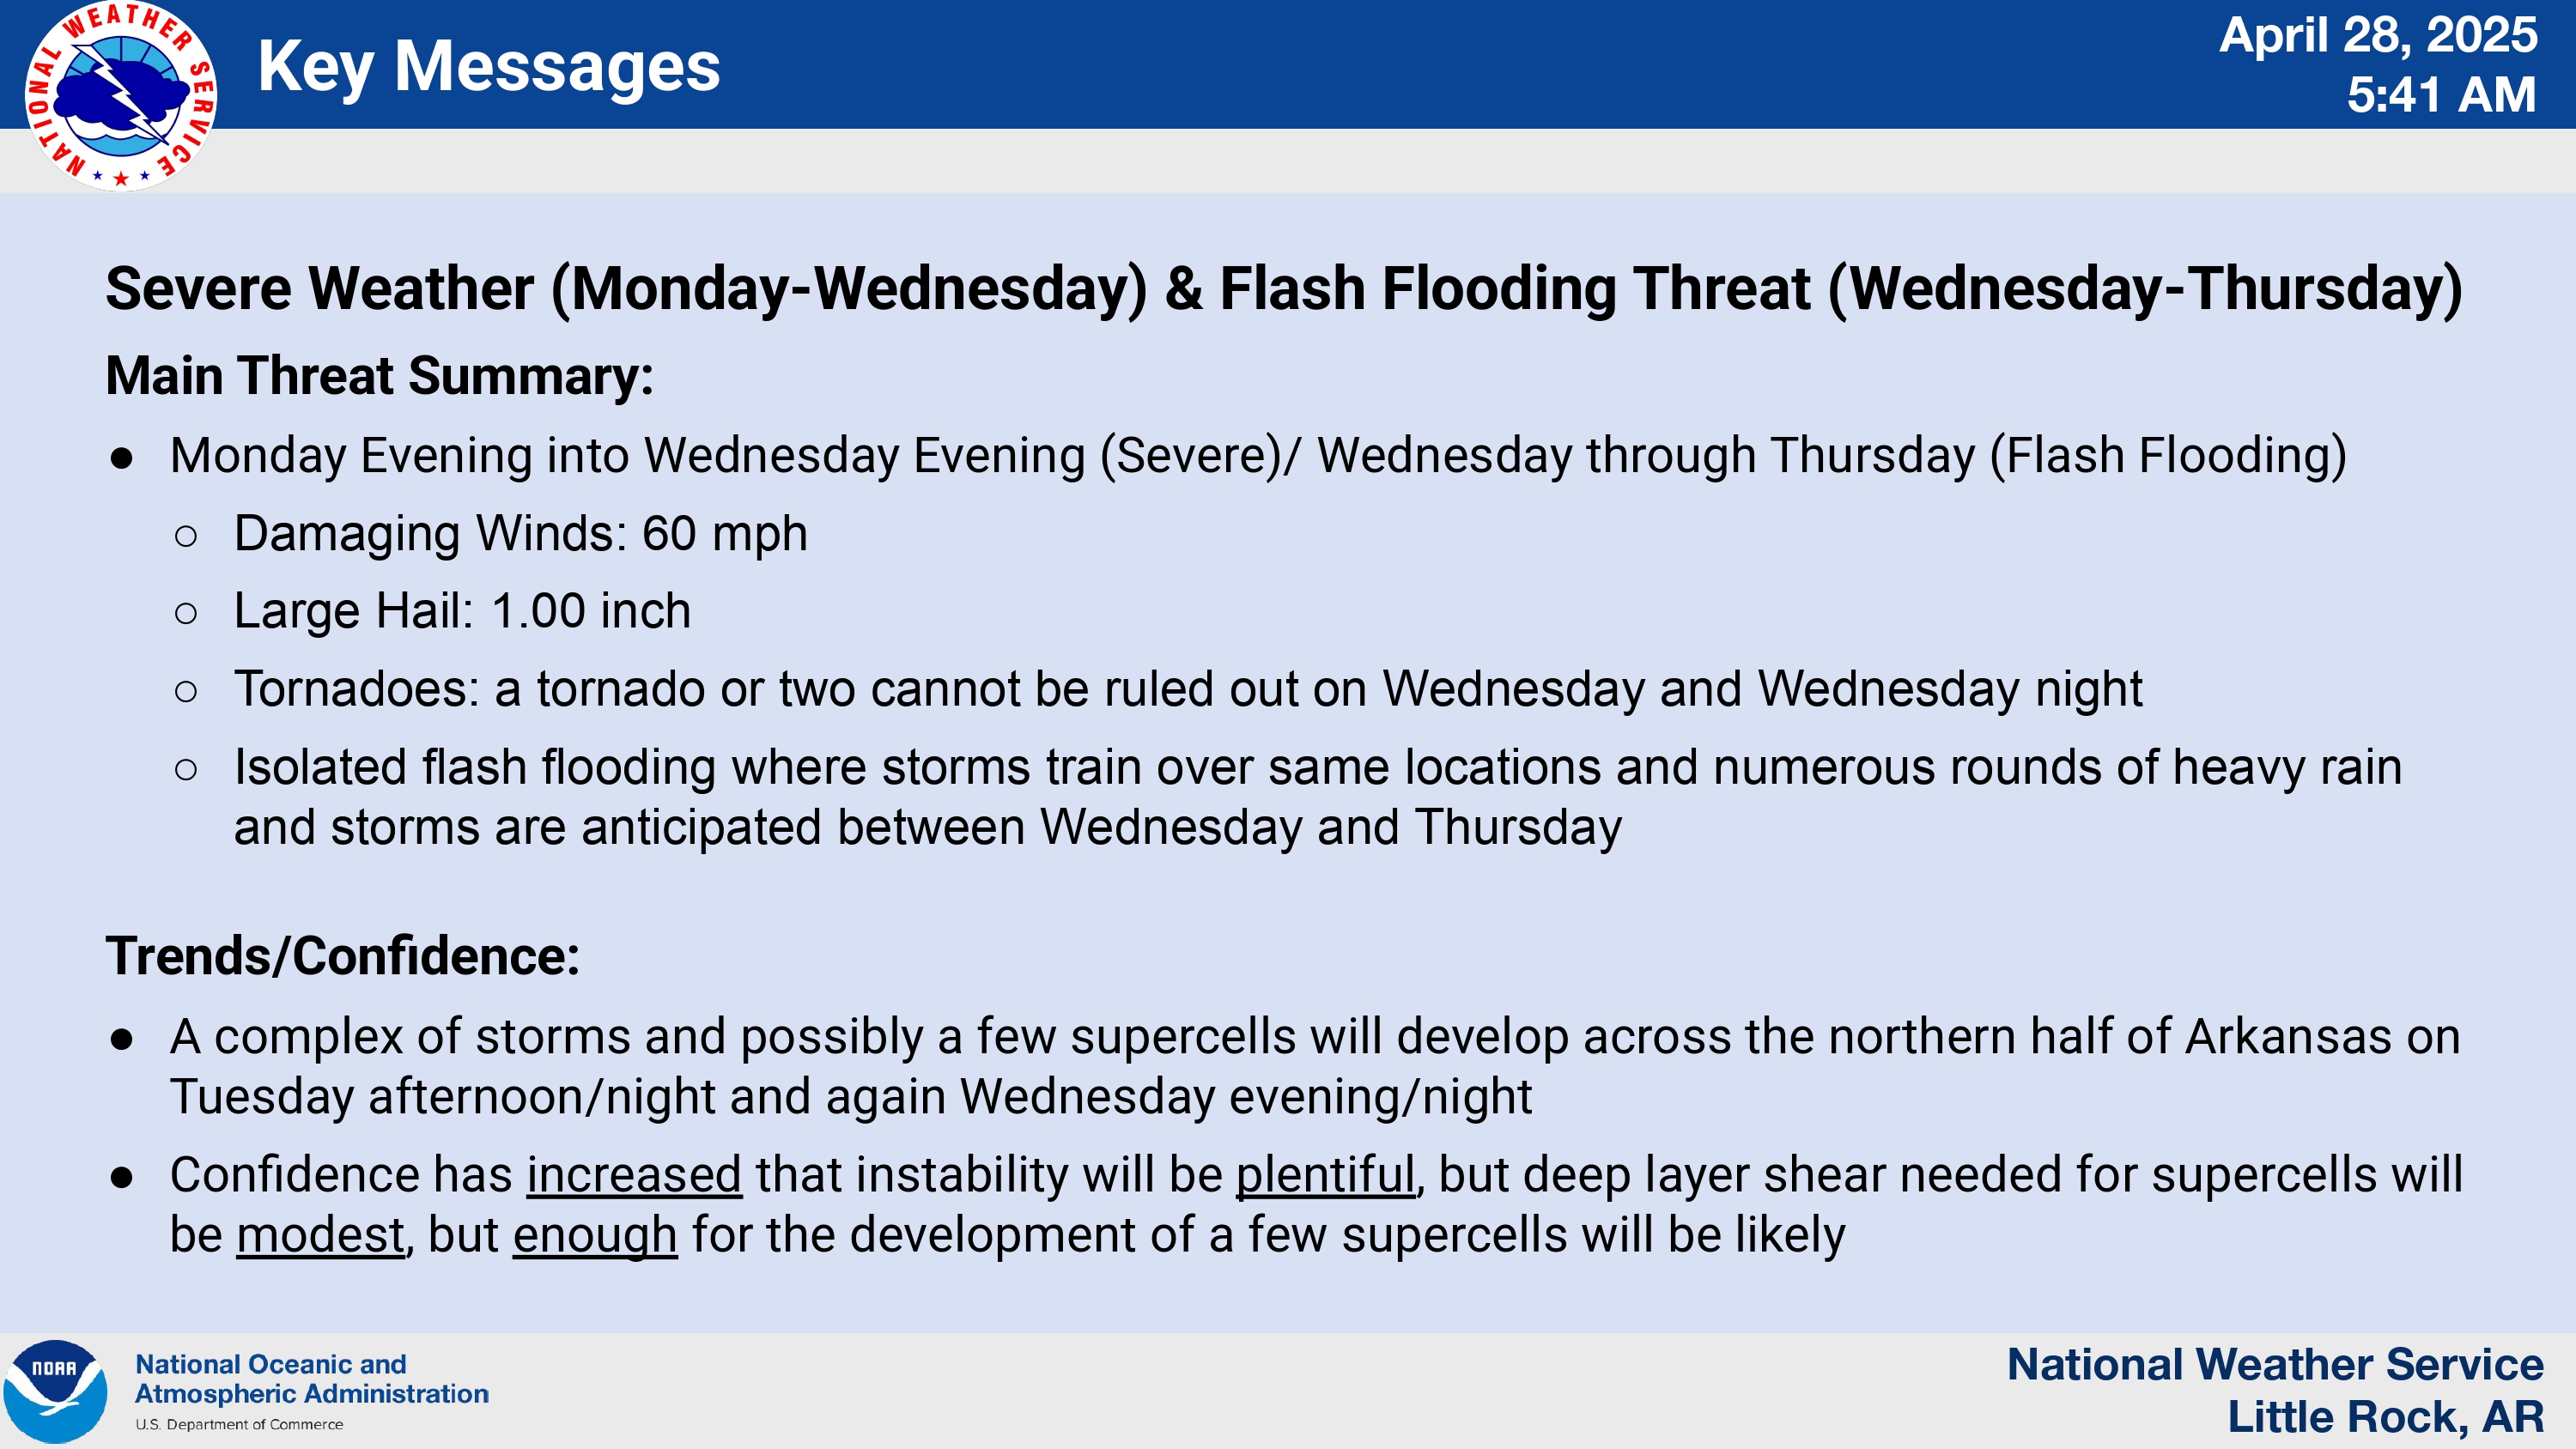 NATIONAL WEATHER SERVICE
Key Messages
April 28, 2025
5:41 AM
Severe Weather (Monday-Wednesday) & Flash Flooding Threat (Wednesday-Thursday)
Main Threat Summary:
● Monday Evening into Wednesday Evening (Severe)/ Wednesday through Thursday (Flash Flooding)
○ Damaging Winds: 60 mph
○ Large Hail: 1.00 inch
○ Tornadoes: a tornado or two cannot be ruled out on Wednesday and Wednesday night
○ Isolated flash flooding where storms train over same locations and numerous rounds of heavy rain
and storms are anticipated between Wednesday and Thursday
Trends/Confidence:
● A complex of storms and possibly a few supercells will develop across the northern half of Arkansas on
Tuesday afternoon/night and again Wednesday evening/night
● Confidence has increased that instability will be plentiful, but deep layer shear needed for supercells will
be modest, but enough for the development of a few supercells will be likely
NOAA
National Oceanic and
Atmospheric Administration
U.S. Department of Commerce
National Weather Service
Little Rock, AR